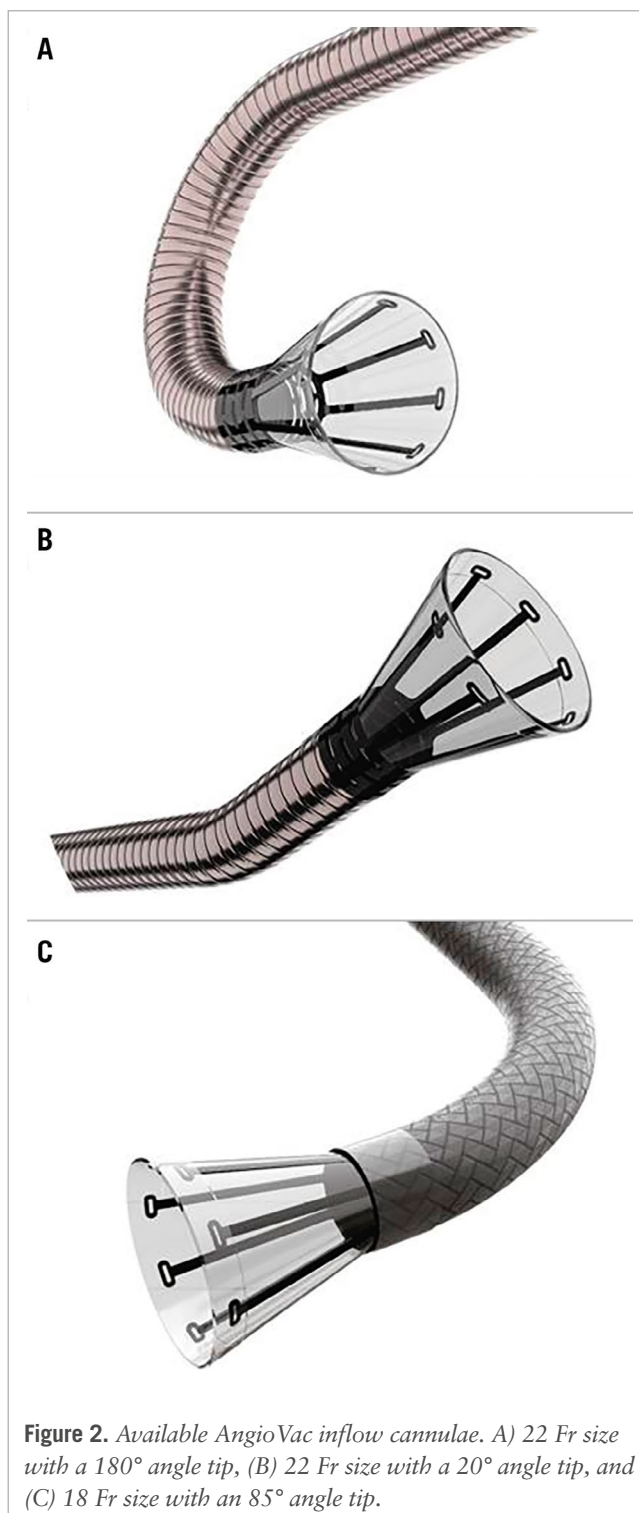 A
B
C
Figure 2. Available AngioVac inflow cannulae. A) 22 Fr size
with a 180° angle tip, (B) 22 Fr size with a 20° angle tip, and
(C) 18 Fr size with an 85° angle tip.